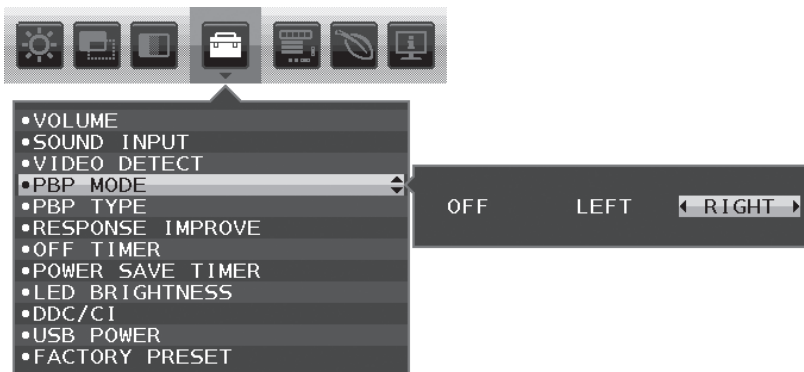 •VOLUME
•SOUND INPUT
•VIDEO DETECT
•PBP MODE
OFF LEFT RIGHT
•PBP TYPE
•RESPONSE IMPROVE
•OFF TIMER
•POWER SAVE TIMER
•LED BRIGHTNESS
•DDC/CI
•USB POWER
•FACTORY PRESET